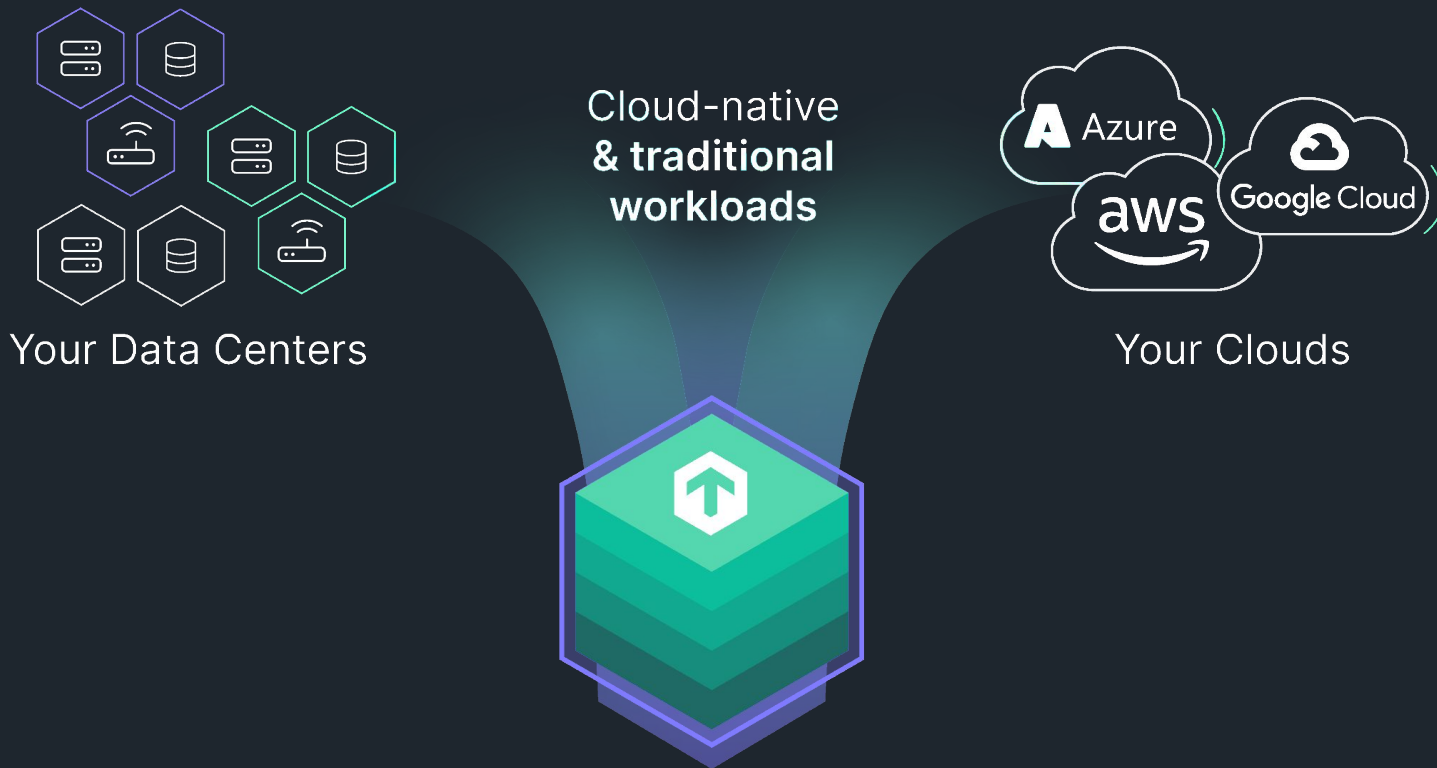 Cloud-native
& traditional
workloads
Azure
aws
Google Cloud
Your Data Centers
Your Clouds